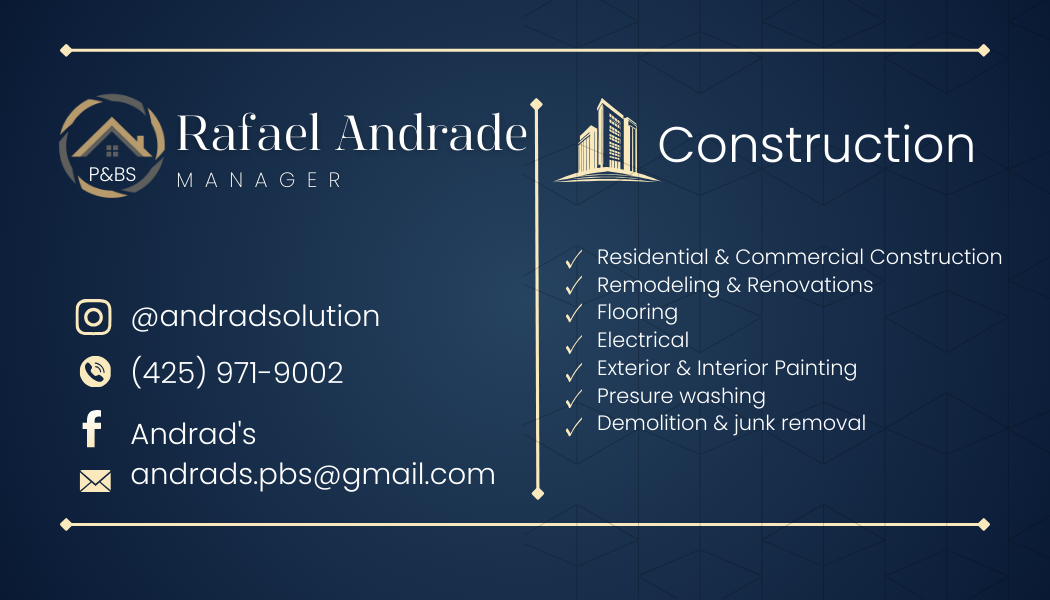 P&BS
Rafael Andrade
MANAGER
@andradsolution
(425) 971-9002
Andrad's
andrads.pbs@gmail.com
Construction
Residential & Commercial Construction
Remodeling & Renovations
Flooring
Electrical
Exterior & Interior Painting
Presure washing
Demolition & junk removal